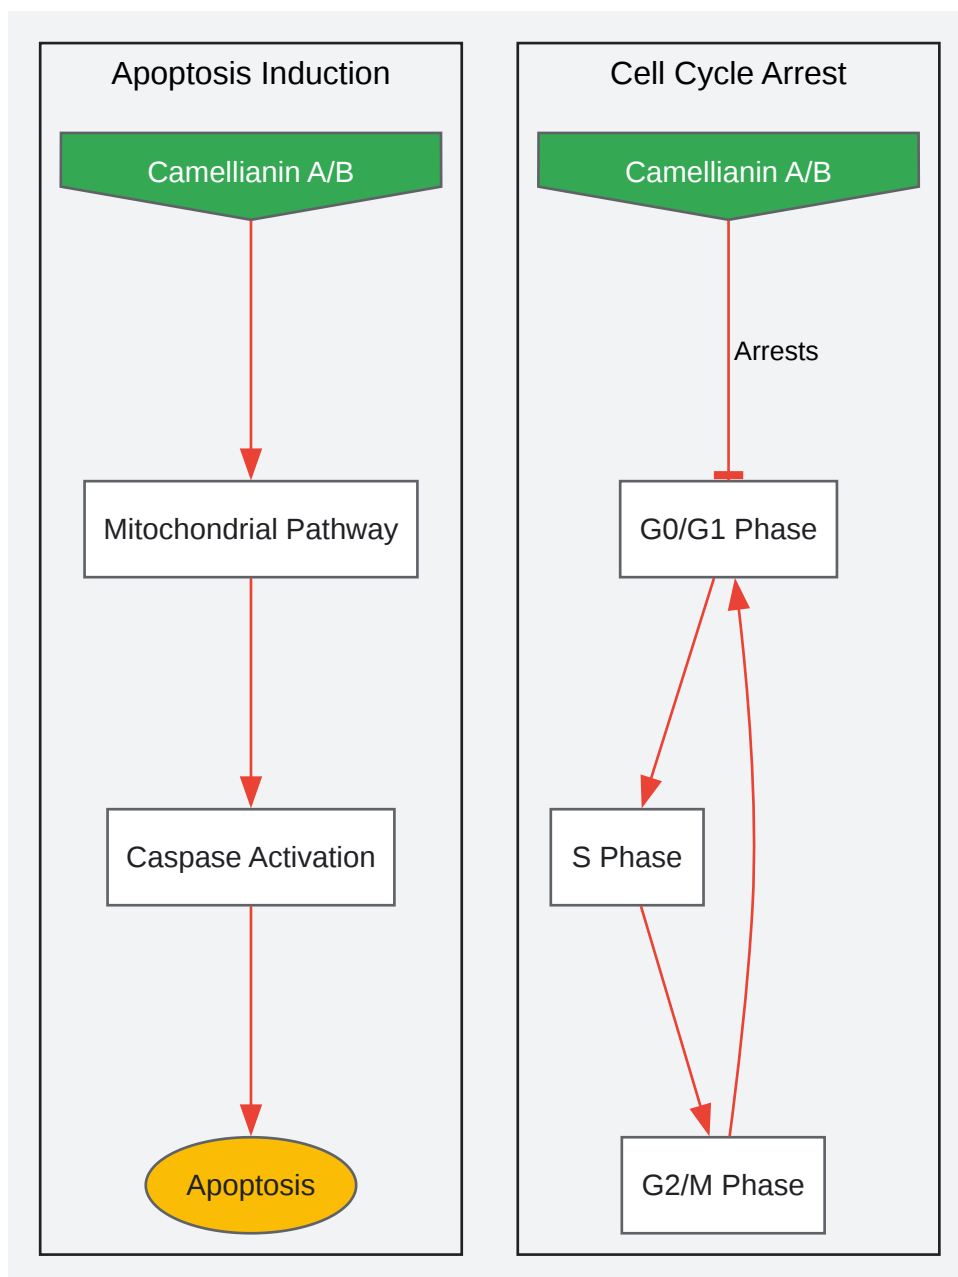 Apoptosis Induction
Camellianin A/B
Mitochondrial Pathway
Caspase Activation
Apoptosis
Cell Cycle Arrest
Camellianin A/B
Arrests
G0/G1 Phase
S Phase
G2/M Phase